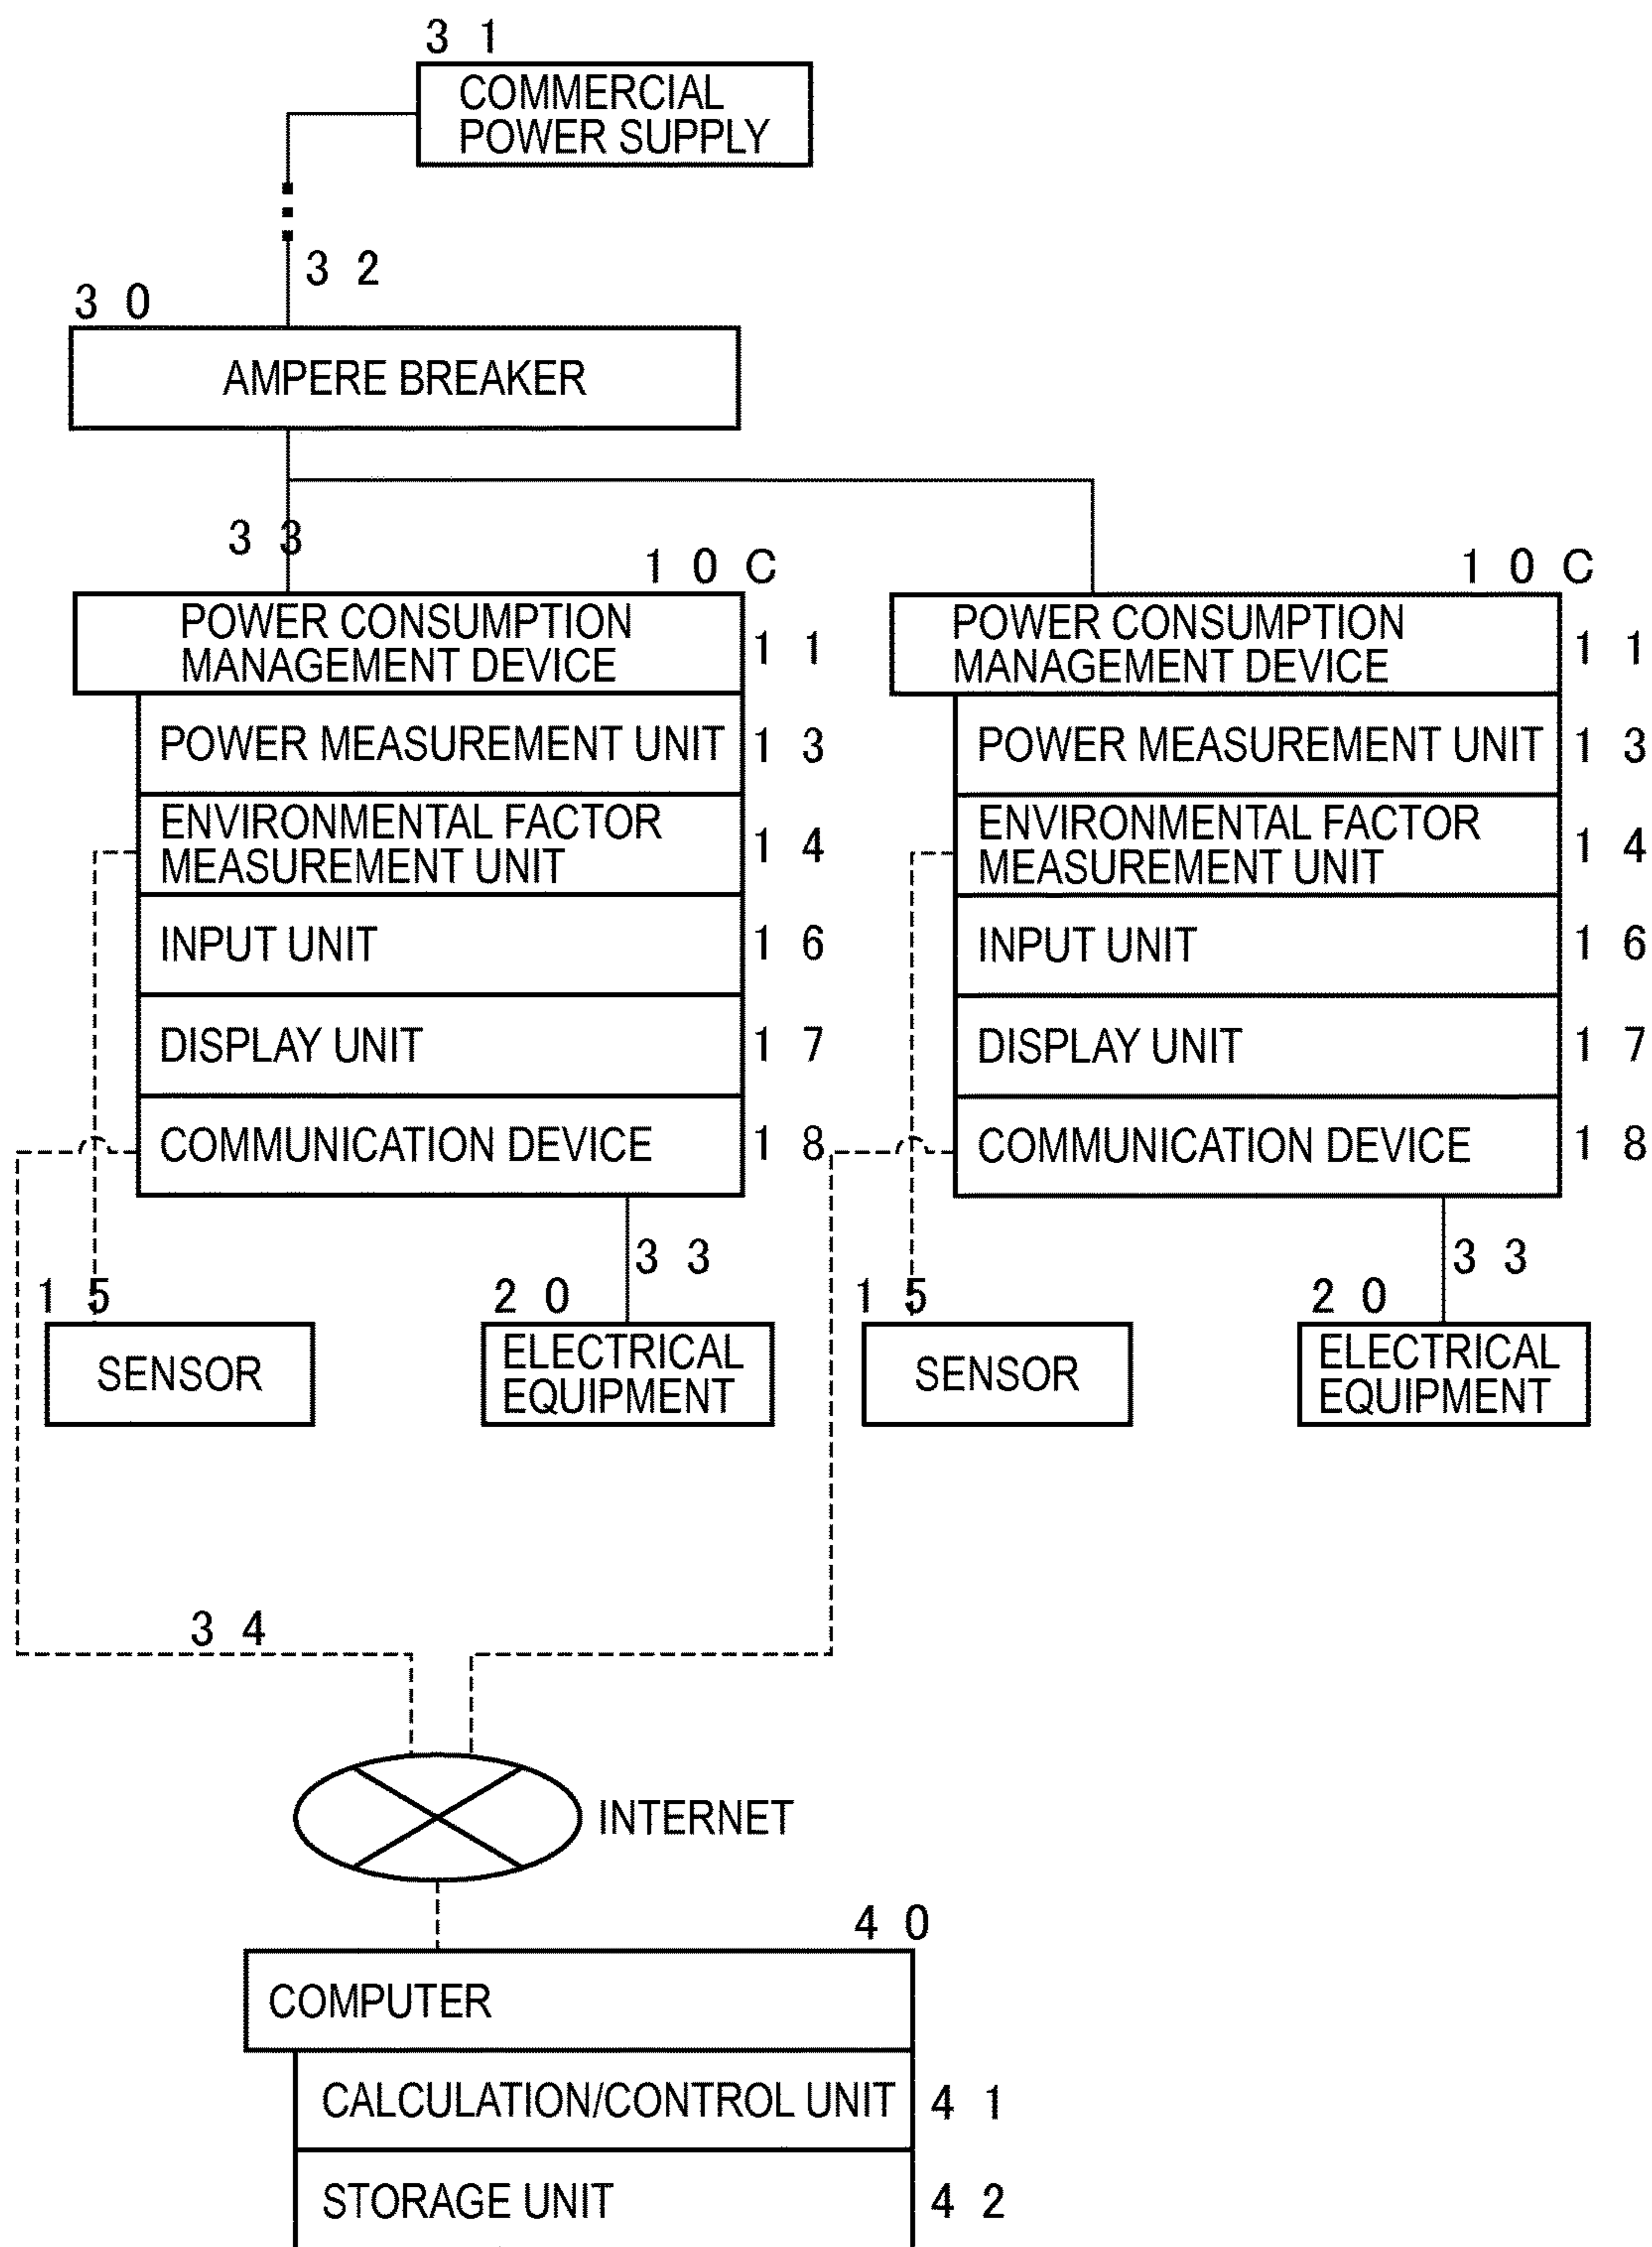 31
COMMERCIAL
POWER SUPPLY
32
30
AMPERE BREAKER
33
10C
POWER CONSUMPTION
MANAGEMENT DEVICE
11
POWER MEASUREMENT UNIT
13
ENVIRONMENTAL FACTOR
MEASUREMENT UNIT
14
INPUT UNIT
16
DISPLAY UNIT
17
COMMUNICATION DEVICE
18
33
15
SENSOR
20
ELECTRICAL
EQUIPMENT
10C
POWER CONSUMPTION
MANAGEMENT DEVICE
11
POWER MEASUREMENT UNIT
13
ENVIRONMENTAL FACTOR
MEASUREMENT UNIT
14
INPUT UNIT
16
DISPLAY UNIT
17
COMMUNICATION DEVICE
18
33
15
SENSOR
20
ELECTRICAL
EQUIPMENT
34
INTERNET
40
COMPUTER
CALCULATION/CONTROL UNIT
41
STORAGE UNIT
42